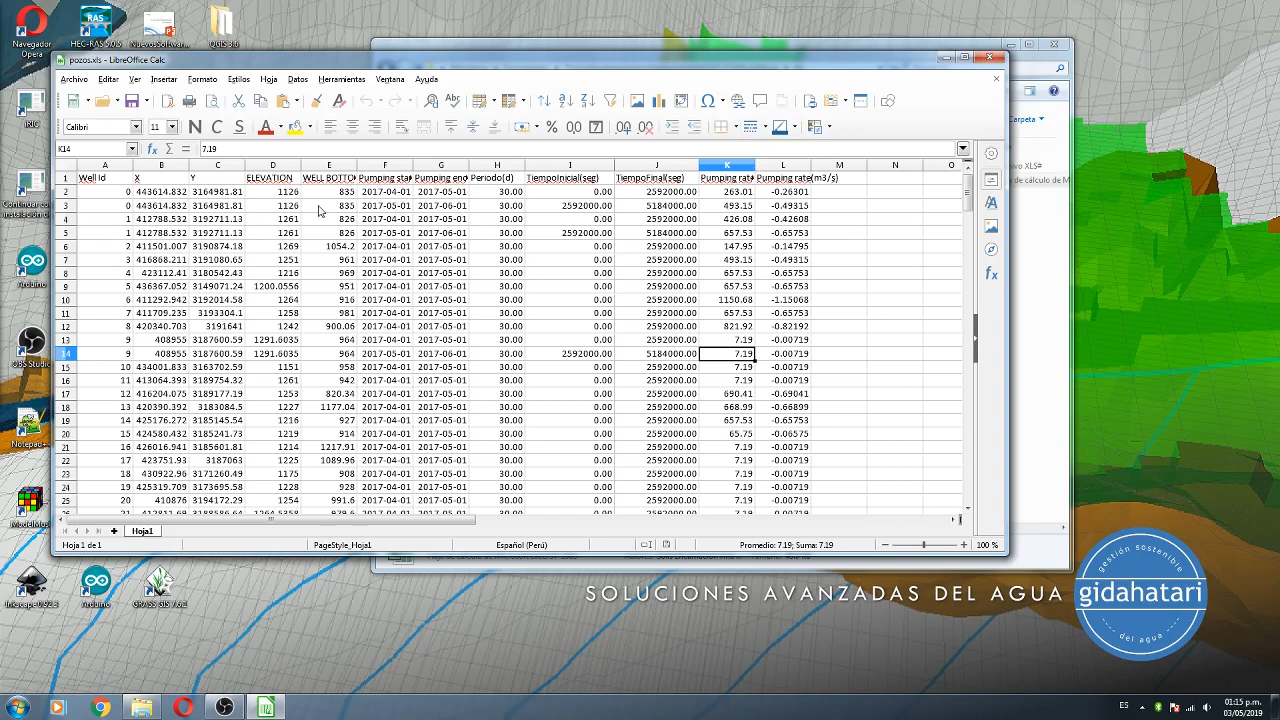 Navegador Opera
HEC-RAS 5.0.5
NuevosSoftwar...
QGIS 3.6
pozos.xls - LibreOffice Calc
Archivo Editar Ver Insertar Formato Estilos Hoja Datos Herramientas Ventana Ayuda
Calibri 11
K14 7.19
A B C D E F G H I J K L M N O
1 Well Id X Y ELEVATION WELL BOTTO Pumping sta Pumping end Periodo(d) TiempoInicial(seg) TiempoFinal(seg) Pumping rat Pumping rate(m3/s)
2 0 443614.832 3164981.81 1126 835 2017-04-01 2017-05-01 30.00 0.00 2592000.00 263.01 -0.26301
3 0 443614.832 3164981.81 1126 835 2017-05-01 2017-06-01 30.00 2592000.00 5184000.00 493.15 -0.49315
4 1 412788.532 3192711.13 1261 826 2017-04-01 2017-05-01 30.00 0.00 2592000.00 426.08 -0.42608
5 1 412788.532 3192711.13 1261 826 2017-05-01 2017-06-01 30.00 2592000.00 5184000.00 657.53 -0.65753
6 2 411501.007 3190874.18 1269 1054.2 2017-04-01 2017-05-01 30.00 0.00 2592000.00 147.95 -0.14795
7 3 416868.211 3191080.65 1251 961 2017-04-01 2017-05-01 30.00 0.00 2592000.00 493.15 -0.49315
8 4 423112.41 3180542.43 1216 969 2017-04-01 2017-05-01 30.00 0.00 2592000.00 657.53 -0.65753
9 5 436367.052 3149071.24 1200.0556 951 2017-04-01 2017-05-01 30.00 0.00 2592000.00 657.53 -0.65753
10 6 411292.942 3192014.58 1264 916 2017-04-01 2017-05-01 30.00 0.00 2592000.00 1150.68 -1.15068
11 7 411709.235 3193304.1 1258 981 2017-04-01 2017-05-01 30.00 0.00 2592000.00 657.53 -0.65753
12 8 420340.703 3191641 1242 900.06 2017-04-01 2017-05-01 30.00 0.00 2592000.00 821.92 -0.82192
13 9 408955 3187600.59 1291.6035 964 2017-04-01 2017-05-01 30.00 0.00 2592000.00 7.19 -0.00719
14 9 408955 3187600.59 1291.6035 964 2017-05-01 2017-06-01 30.00 2592000.00 5184000.00 7.19 -0.00719
15 10 434001.833 3163702.59 1151 958 2017-04-01 2017-05-01 30.00 0.00 2592000.00 7.19 -0.00719
16 11 413064.393 3189754.32 1261 942 2017-04-01 2017-05-01 30.00 0.00 2592000.00 7.19 -0.00719
17 12 416204.075 3189177.11 1253 820.34 2017-04-01 2017-05-01 30.00 0.00 2592000.00 690.41 -0.69041
18 13 420390.392 3183084.5 1227 1177.04 2017-04-01 2017-05-01 30.00 0.00 2592000.00 668.99 -0.66899
19 14 425176.272 3185145.54 1216 927 2017-04-01 2017-05-01 30.00 0.00 2592000.00 657.53 -0.65753
20 15 424580.432 3185241.73 1219 914 2017-04-01 2017-05-01 30.00 0.00 2592000.00 65.75 -0.06575
21 16 426016.941 3185601.81 1214 1217.91 2017-04-01 2017-05-01 30.00 0.00 2592000.00 7.19 -0.00719
22 17 423751.93 3187063 1225 1089.96 2017-04-01 2017-05-01 30.00 0.00 2592000.00 7.19 -0.00719
23 18 430922.96 3171260.49 1175 908 2017-04-01 2017-05-01 30.00 0.00 2592000.00 7.19 -0.00719
24 19 425319.709 3173695.58 1228 928 2017-04-01 2017-05-01 30.00 0.00 2592000.00 7.19 -0.00719
25 20 410876 3194172.29 1254 991.6 2017-04-01 2017-05-01 30.00 0.00 2592000.00 7.19 -0.00719
Hoja1
Hoja 1 de 1 PageStyle_Hoja1 Español (Perú) Promedio: 7.19; Suma: 7.19 100 %
iRIC
Continuar con instalación d
Arduino
OBS Studio
Notepad++
ModelMus
Carpeta
ivo XLS#
a de cálculo de M
Inkscape 0.92.3
Arduino
GRASS GIS 7.6.1
SOLUCIONES AVANZADAS DEL AGUA
gestión sostenible
gidahatari
del agua
ES
01:15 p.m.
03/05/2019